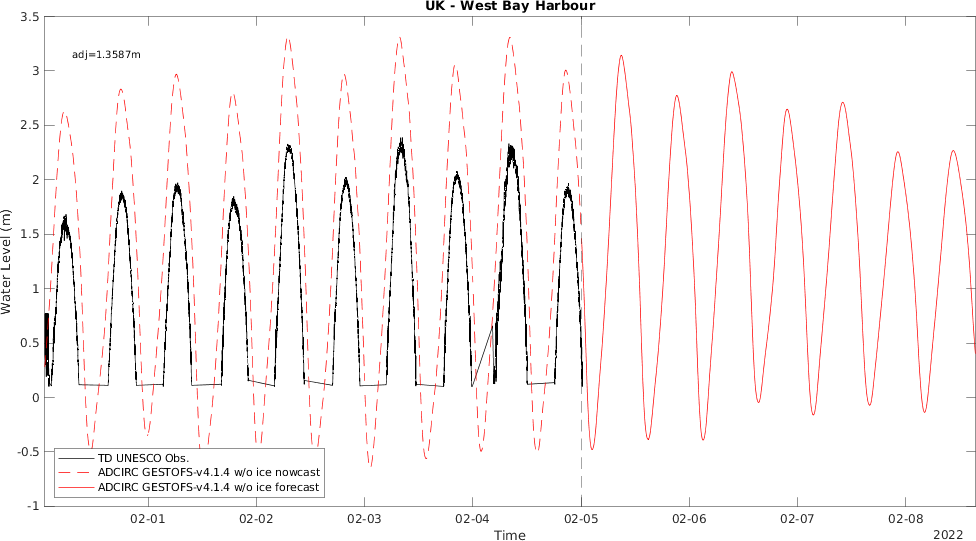 UK - West Bay Harbour
3.5
adj=1.3587m
3
2.5
2
1.5
1
0.5
0
-0.5
-1
Water Level (m)
TD UNESCO Obs.
ADCIRC GESTOFS-v4.1.4 w/o ice nowcast
ADCIRC GESTOFS-v4.1.4 w/o ice forecast
02-01 02-02 02-03 02-04 02-05 02-06 02-07 02-08
Time
2022